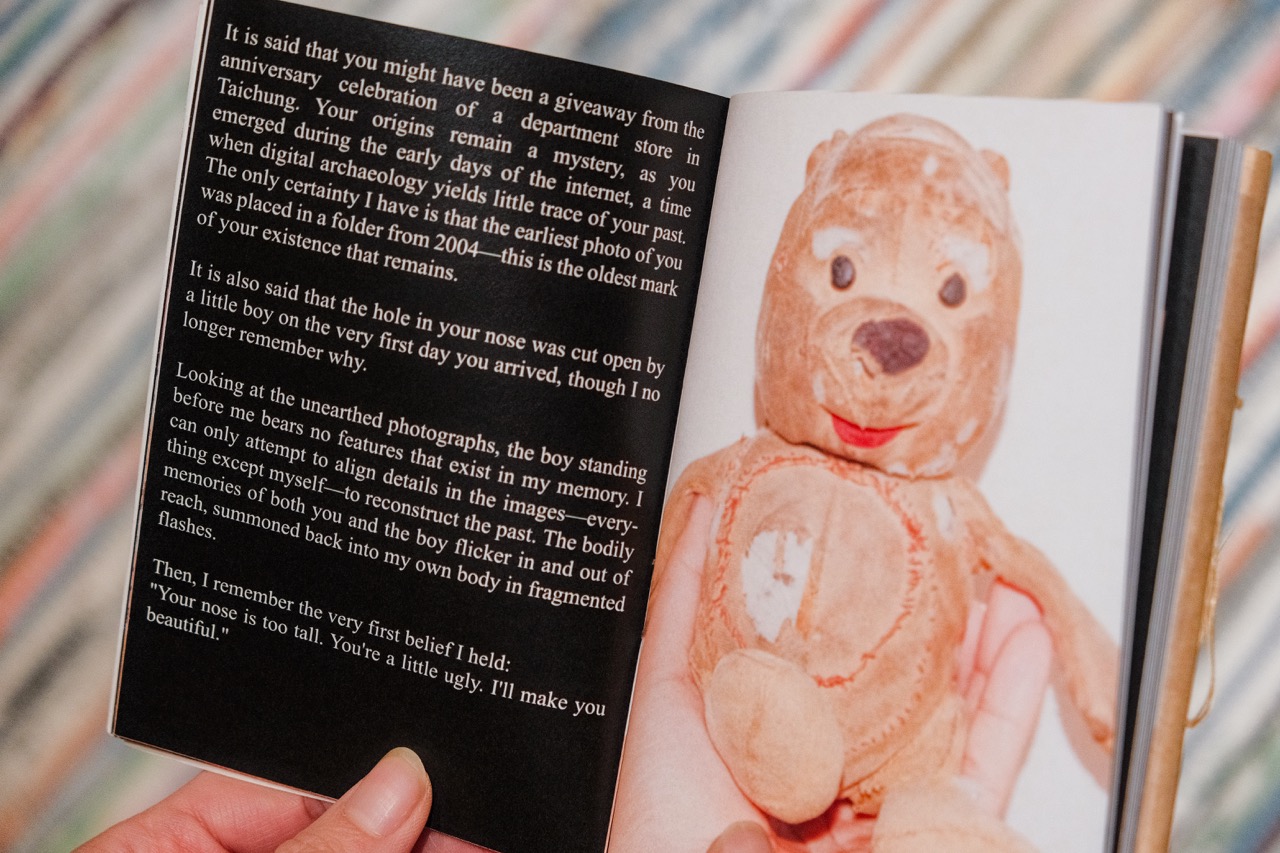 It is said that you might have been a giveaway from the
anniversary celebration of a department store in
Taichung. Your origins remain a mystery, as you
emerged during the early days of the internet, a time
when digital archaeology yields little trace of your past.
The only certainty I have is that the earliest photo of you
was placed in a folder from 2004—this is the oldest mark
of your existence that remains.
It is also said that the hole in your nose was cut open by
a little boy on the very first day you arrived, though I no
longer remember why.
Looking at the unearthed photographs, the boy standing
before me bears no features that exist in my memory. I
can only attempt to align details in the images—every-
thing except myself—to reconstruct the past. The bodily
memories of both you and the boy flicker in and out of
reach, summoned back into my own body in fragmented
flashes.
Then, I remember the very first belief I held:
"Your nose is too tall. You're a little ugly. I'll make you
beautiful."